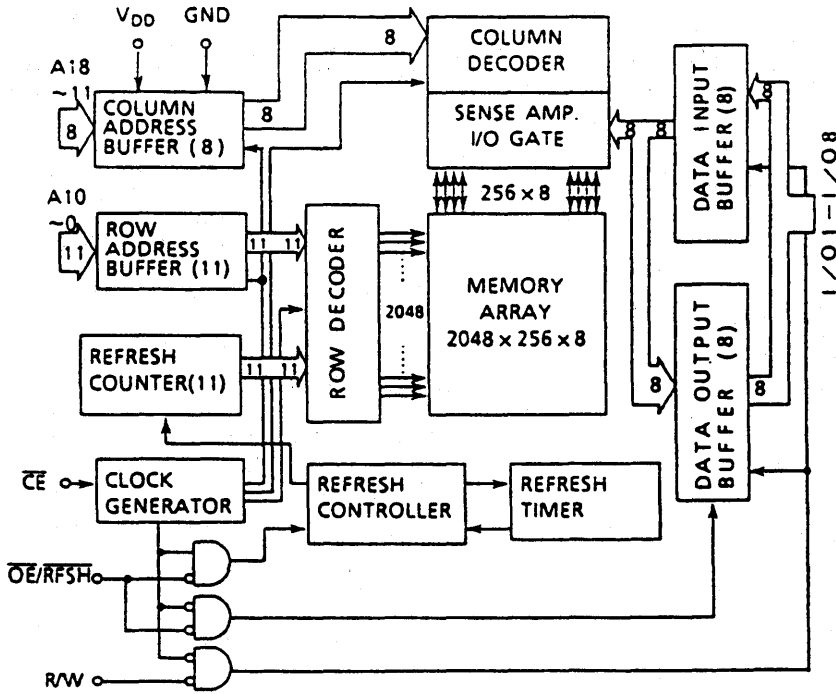 VDD GND
A18
~11
8
COLUMN
ADDRESS
BUFFER (8)
8
8
COLUMN
DECODER
SENSE AMP.
I/O GATE
8
8
DATA INPUT
BUFFER (8)
8
I/O1-I/O8
A10
~0
11
ROW
ADDRESS
BUFFER (11)
11
11
ROW DECODER
2048
256 x 8
MEMORY
ARRAY
2048 x 256 x 8
REFRESH
COUNTER(11)
11
11
8
DATA OUTPUT
BUFFER (8)
8
CE
CLOCK
GENERATOR
REFRESH
CONTROLLER
REFRESH
TIMER
OE/RFSH
R/W